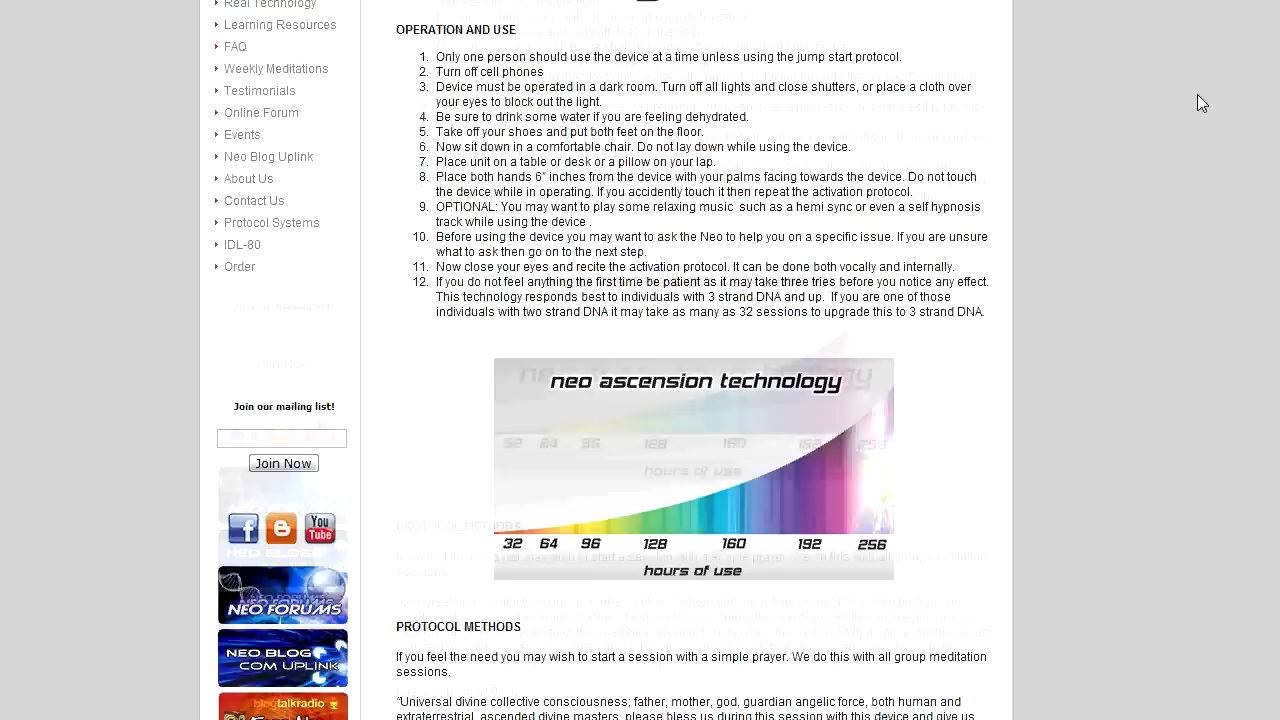 Real Technology
Learning Resources
FAQ
Weekly Meditations
Testimonials
Online Forum
Events
Neo Blog Uplink
About Us
Contact Us
Protocol Systems
IDL-80
Order
Join our mailing list!
Join Now
You
Tube
NEO FORUMS
NEO BLOG
COM UPLINK
blogtalkradio
OPERATION AND USE
1. Only one person should use the device at a time unless using the jump start protocol.
2. Turn off cell phones
3. Device must be operated in a dark room. Turn off all lights and close shutters, or place a cloth over
your eyes to block out the light.
4. Be sure to drink some water if you are feeling dehydrated.
5. Take off your shoes and put both feet on the floor.
6. Now sit down in a comfortable chair. Do not lay down while using the device.
7. Place unit on a table or desk or a pillow on your lap.
8. Place both hands 6” inches from the device with your palms facing towards the device. Do not touch
the device while in operating. If you accidently touch it then repeat the activation protocol.
9. OPTIONAL: You may want to play some relaxing music such as a hemi sync or even a self hypnosis
track while using the device .
10. Before using the device you may want to ask the Neo to help you on a specific issue. If you are unsure
what to ask then go on to the next step.
11. Now close your eyes and recite the activation protocol. It can be done both vocally and internally.
12. If you do not feel anything the first time be patient as it may take three tries before you notice any effect.
This technology responds best to individuals with 3 strand DNA and up. If you are one of those
individuals with two strand DNA it may take as many as 32 sessions to upgrade this to 3 strand DNA.
neo ascension technology
32 64 96 128 160 192 256
hours of use
PROTOCOL METHODS
If you feel the need you may wish to start a session with a simple prayer. We do this with all group
sessions.
“Universal divine collective consciousness; father, mother, god, guardian angelic force, both human and
extraterrestrial, ascended divine masters, please bless us during this session with this device and give us